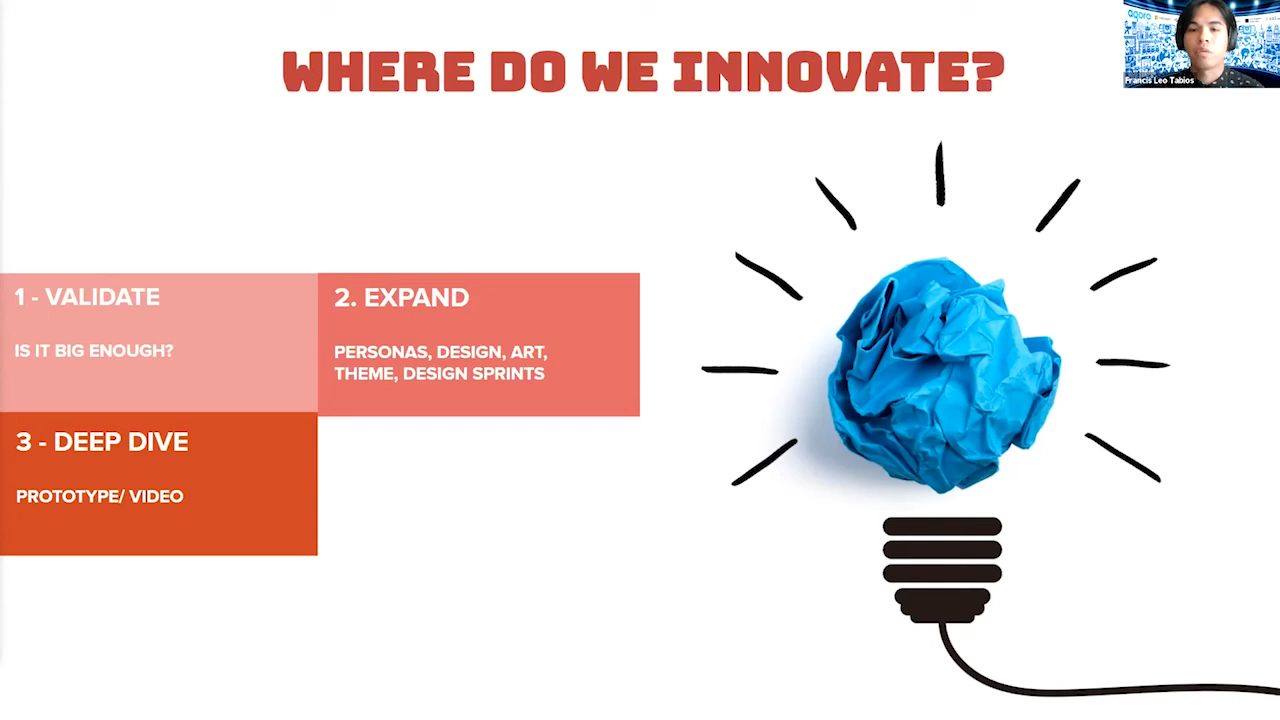 WHERE DO WE INNOVATE?
agora
Francis Leo Tabios
1 - VALIDATE
IS IT BIG ENOUGH?
2. EXPAND
PERSONAS, DESIGN, ART,
THEME, DESIGN SPRINTS
3 - DEEP DIVE
PROTOTYPE/ VIDEO